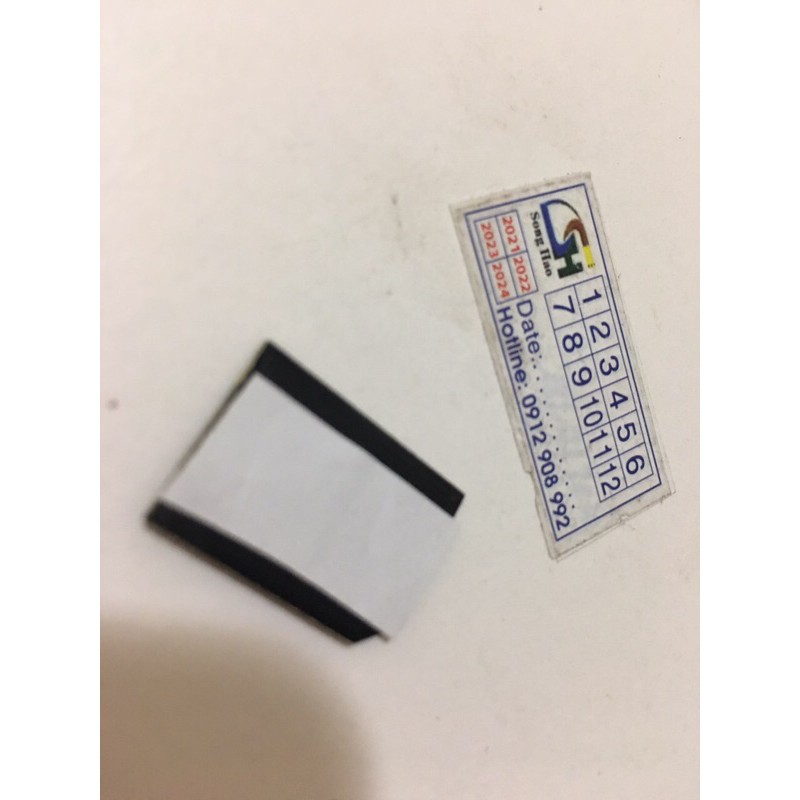 SH
Song Hao
1 2 3 4 5 6
7 8 9 10 11 12
2021 2022
2023 2024
Date:..............
Hotline: 0912 908 992